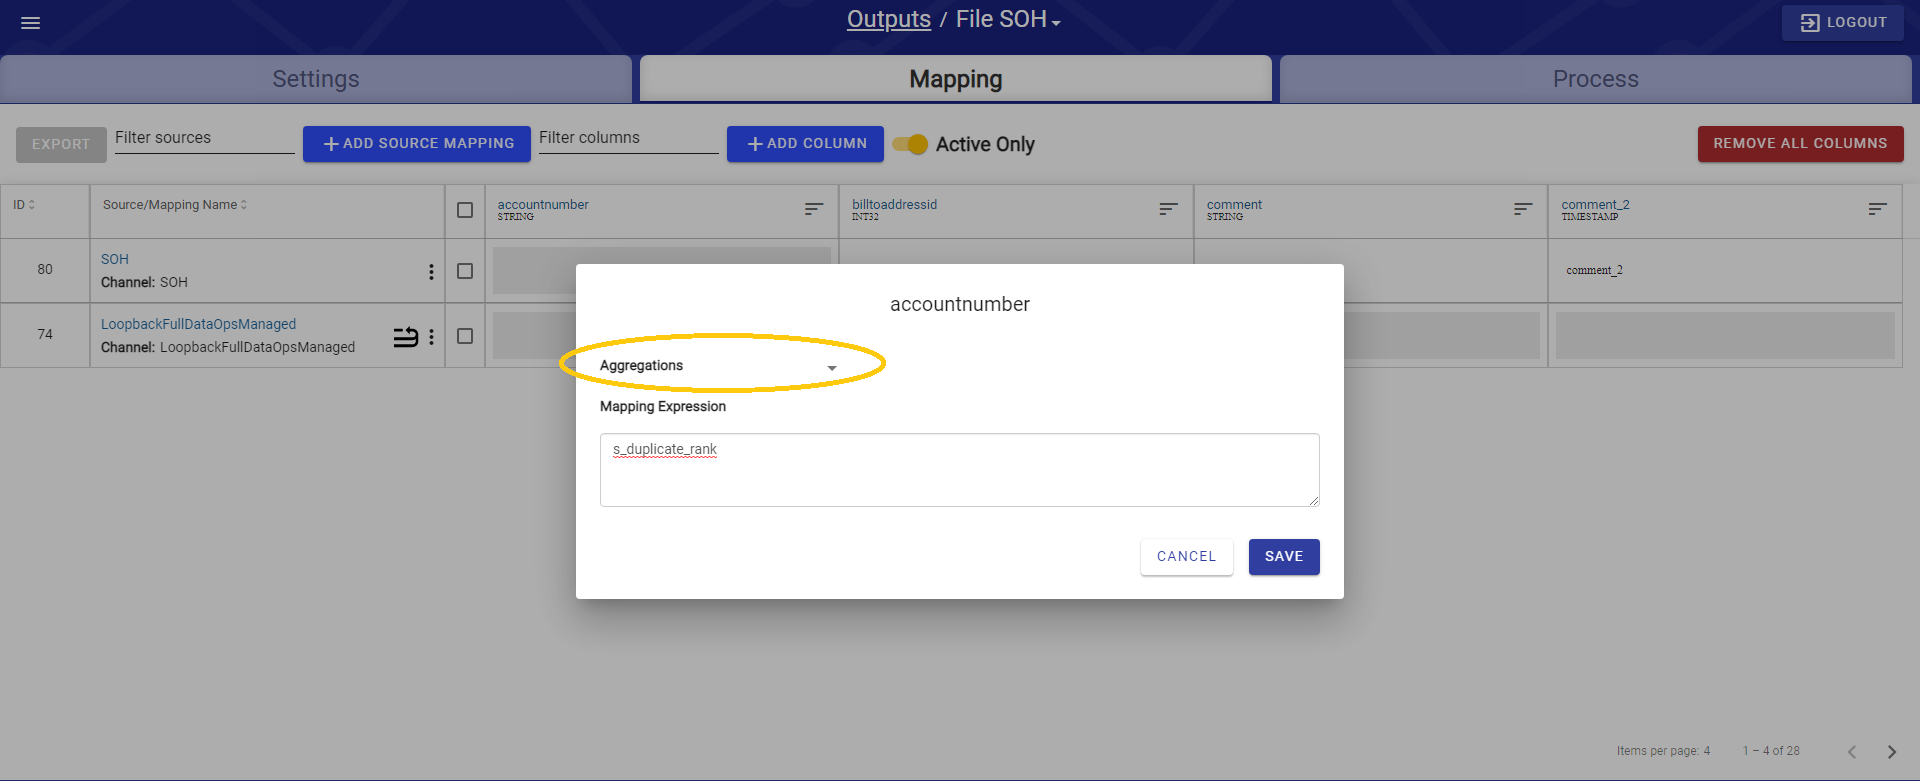 Outputs / File SOH
LOGOUT
Settings
Mapping
Process
EXPORT
Filter sources
ADD SOURCE MAPPING
Filter columns
ADD COLUMN
Active Only
REMOVE ALL COLUMNS
ID
Source/Mapping Name
accountnumber
STRING
billtoaddressid
INT32
comment
STRING
comment_2
TIMESTAMP
80
SOH
Channel: SOH
comment_2
74
LoopbackFullDataOpsManaged
Channel: LoopbackFullDataOpsManaged
accountnumber
Aggregations
Mapping Expression
s_duplicate_rank
CANCEL
SAVE
Items per page: 4
1 – 4 of 28